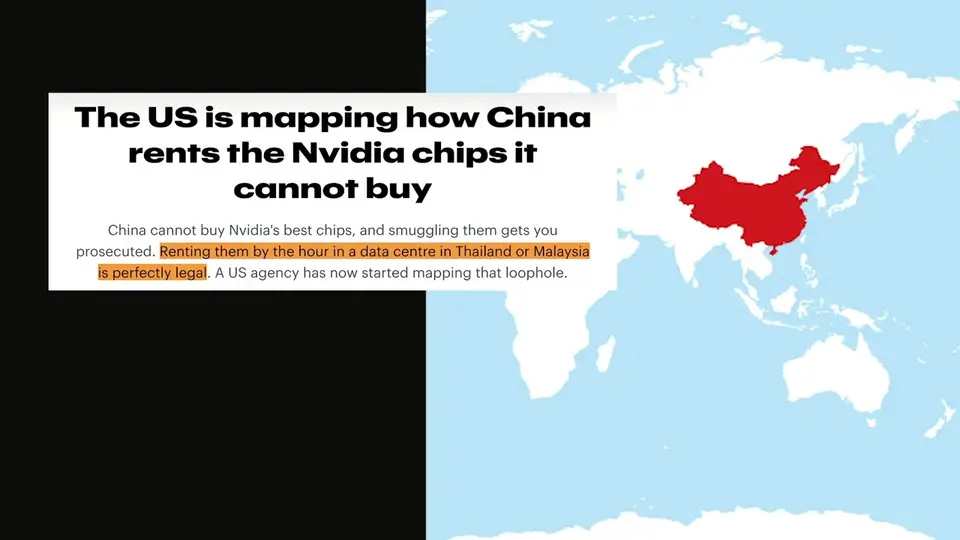 The US is mapping how China
rents the Nvidia chips it
cannot buy
China cannot buy Nvidia's best chips, and smuggling them gets you
prosecuted. Renting them by the hour in a data centre in Thailand or Malaysia
is perfectly legal. A US agency has now started mapping that loophole.